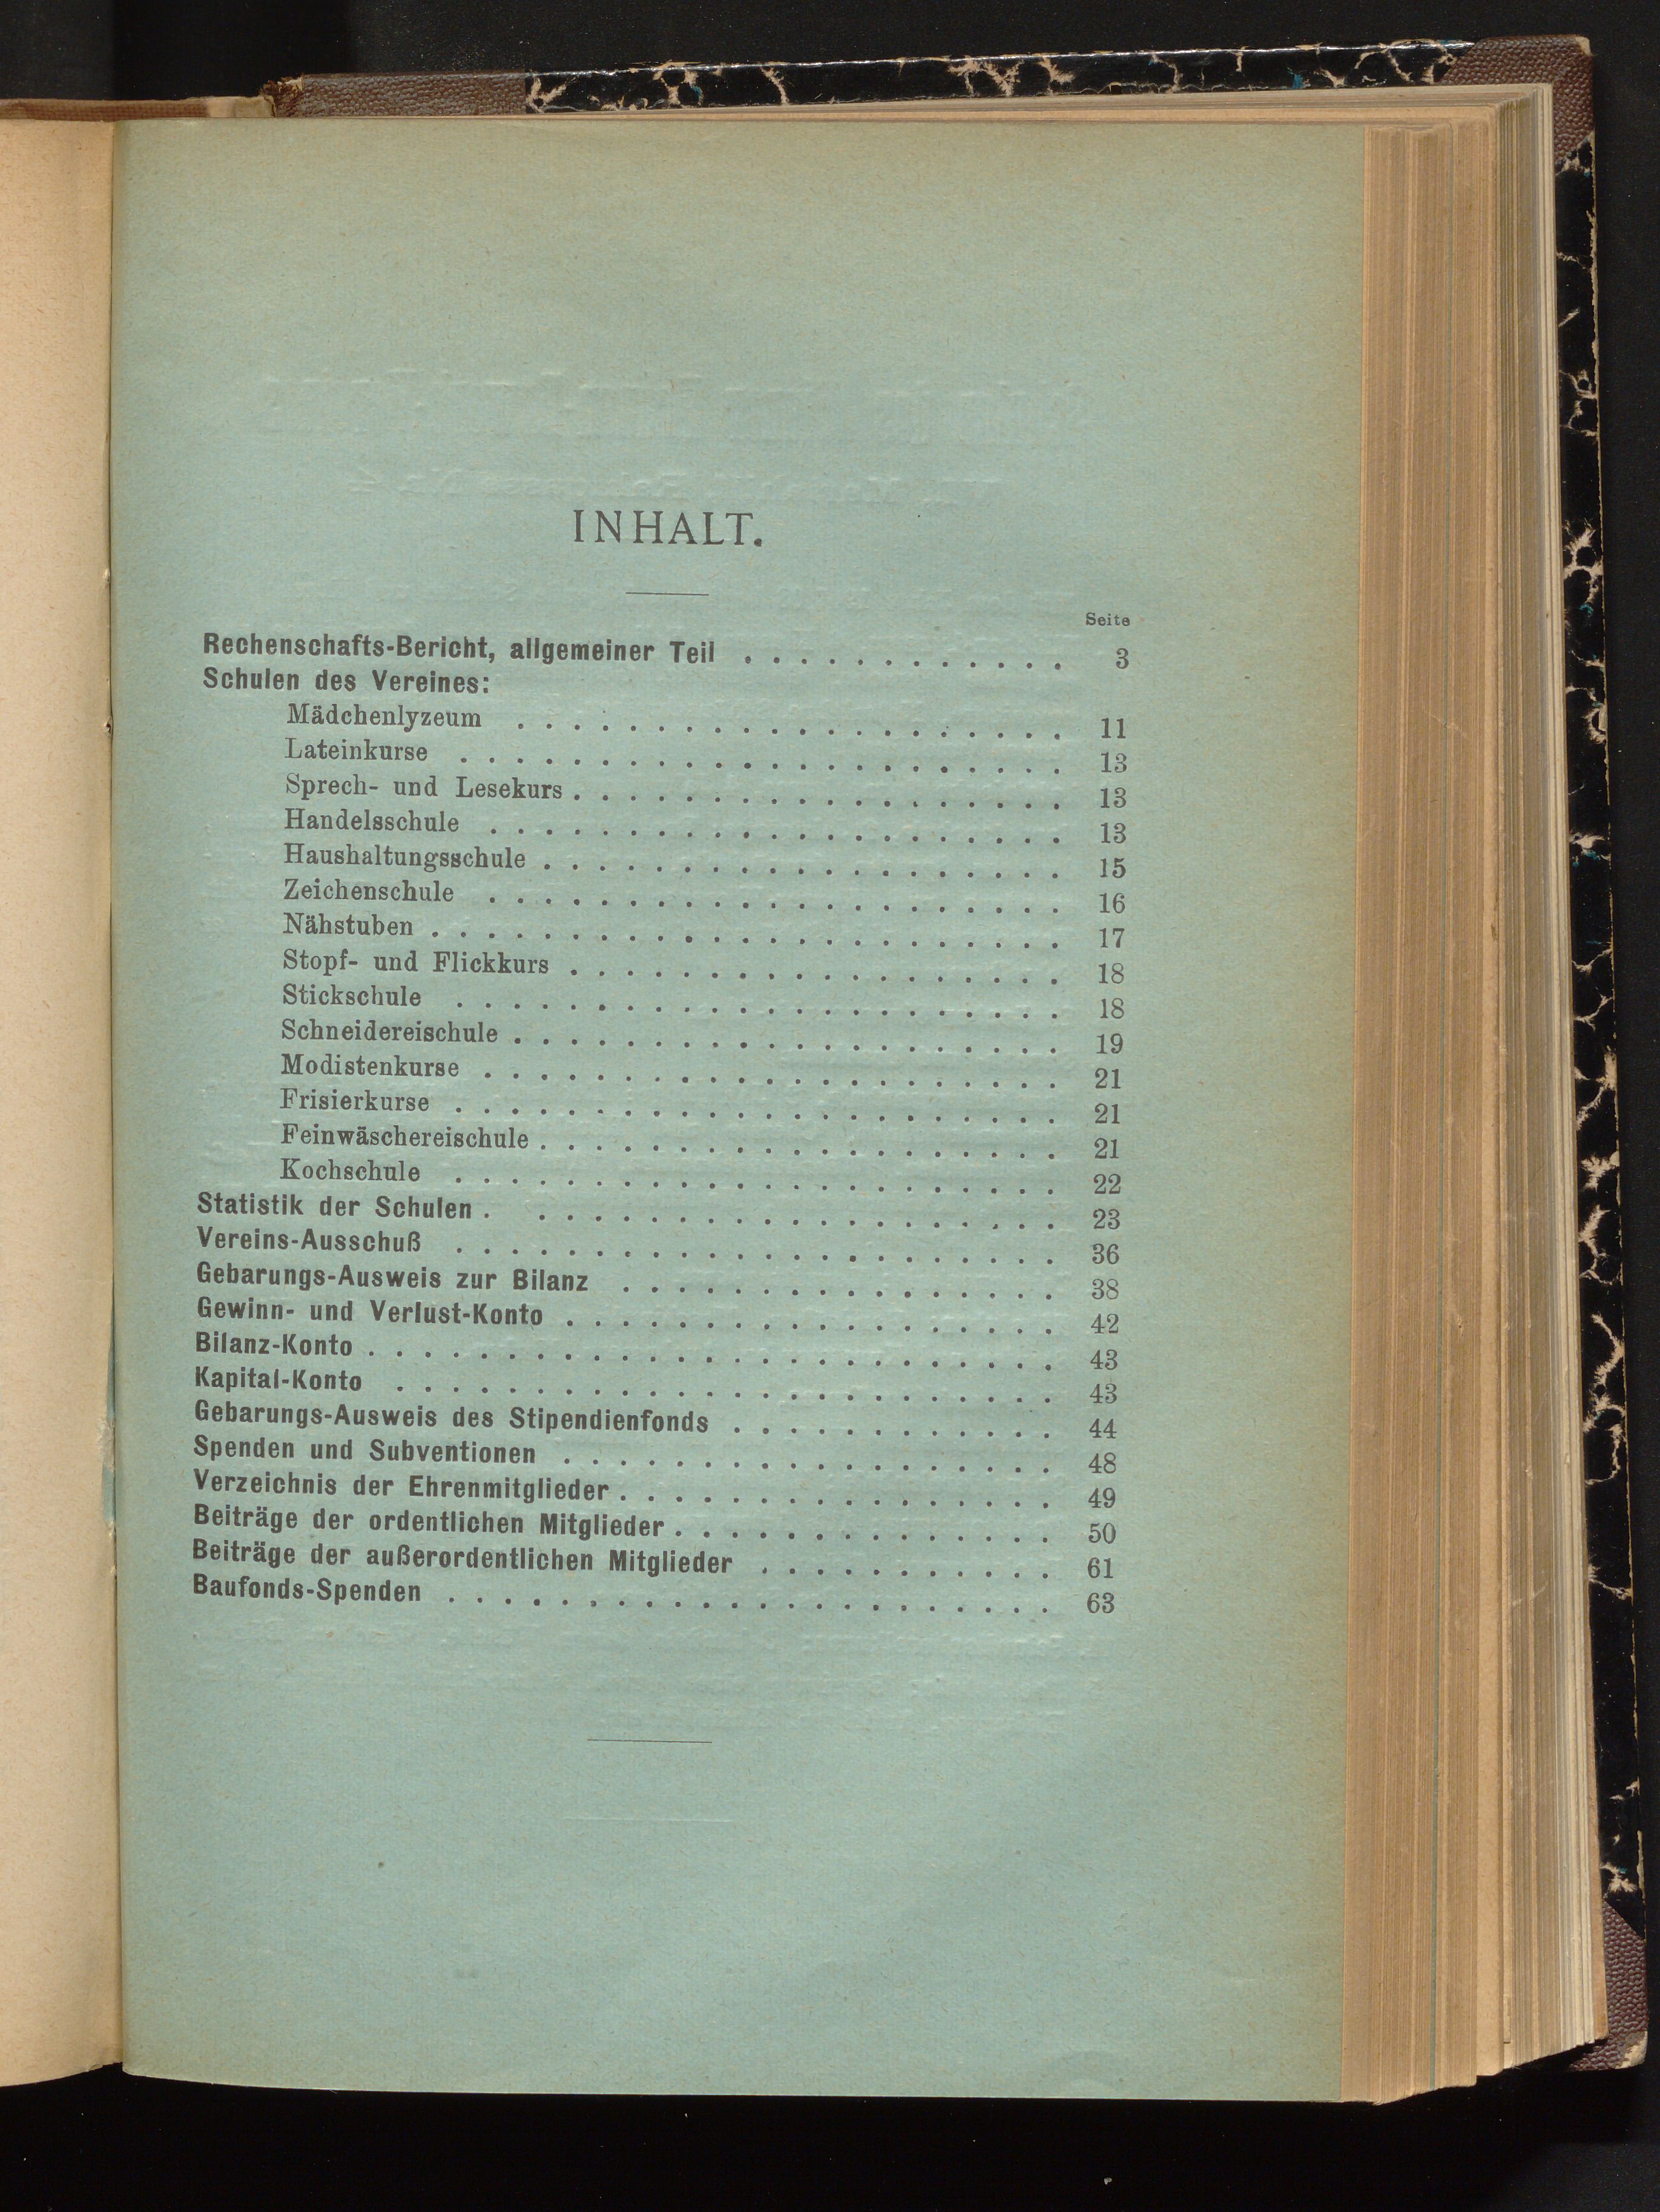 INHALT.
Seite
Rechenschafts-Bericht, allgemeiner Teil . . . . . . . . . . . . 3
Schulen des Vereines:
Mädchenlyzeum . . . . . . . . . . . . . . . . . . . . 11
Lateinkurse . . . . . . . . . . . . . . . . . . . . . . 13
Sprech- und Lesekurs . . . . . . . . . . . . . . . . . . 13
Handelsschule . . . . . . . . . . . . . . . . . . . . . 13
Haushaltungsschule . . . . . . . . . . . . . . . . . . . 15
Zeichenschule . . . . . . . . . . . . . . . . . . . . . 16
Nähstuben . . . . . . . . . . . . . . . . . . . . . . . 17
Stopf- und Flickkurs . . . . . . . . . . . . . . . . . . 18
Stickschule . . . . . . . . . . . . . . . . . . . . . . 18
Schneidereischule . . . . . . . . . . . . . . . . . . . . 19
Modistenkurse . . . . . . . . . . . . . . . . . . . . . 21
Frisierkurse . . . . . . . . . . . . . . . . . . . . . . 21
Feinwäschereischule . . . . . . . . . . . . . . . . . . . 21
Kochschule . . . . . . . . . . . . . . . . . . . . . . 22
Statistik der Schulen . . . . . . . . . . . . . . . . . . . . 23
Vereins-Ausschuß . . . . . . . . . . . . . . . . . . . . . . 36
Gebarungs-Ausweis zur Bilanz . . . . . . . . . . . . . . . . 38
Gewinn- und Verlust-Konto . . . . . . . . . . . . . . . . . . 42
Bilanz-Konto . . . . . . . . . . . . . . . . . . . . . . . . . 43
Kapital-Konto . . . . . . . . . . . . . . . . . . . . . . . . 43
Gebarungs-Ausweis des Stipendienfonds . . . . . . . . . . . . 44
Spenden und Subventionen . . . . . . . . . . . . . . . . . . 48
Verzeichnis der Ehrenmitglieder . . . . . . . . . . . . . . . . 49
Beiträge der ordentlichen Mitglieder . . . . . . . . . . . . . . 50
Beiträge der außerordentlichen Mitglieder . . . . . . . . . . . 61
Baufonds-Spenden . . . . . . . . . . . . . . . . . . . . . . 63